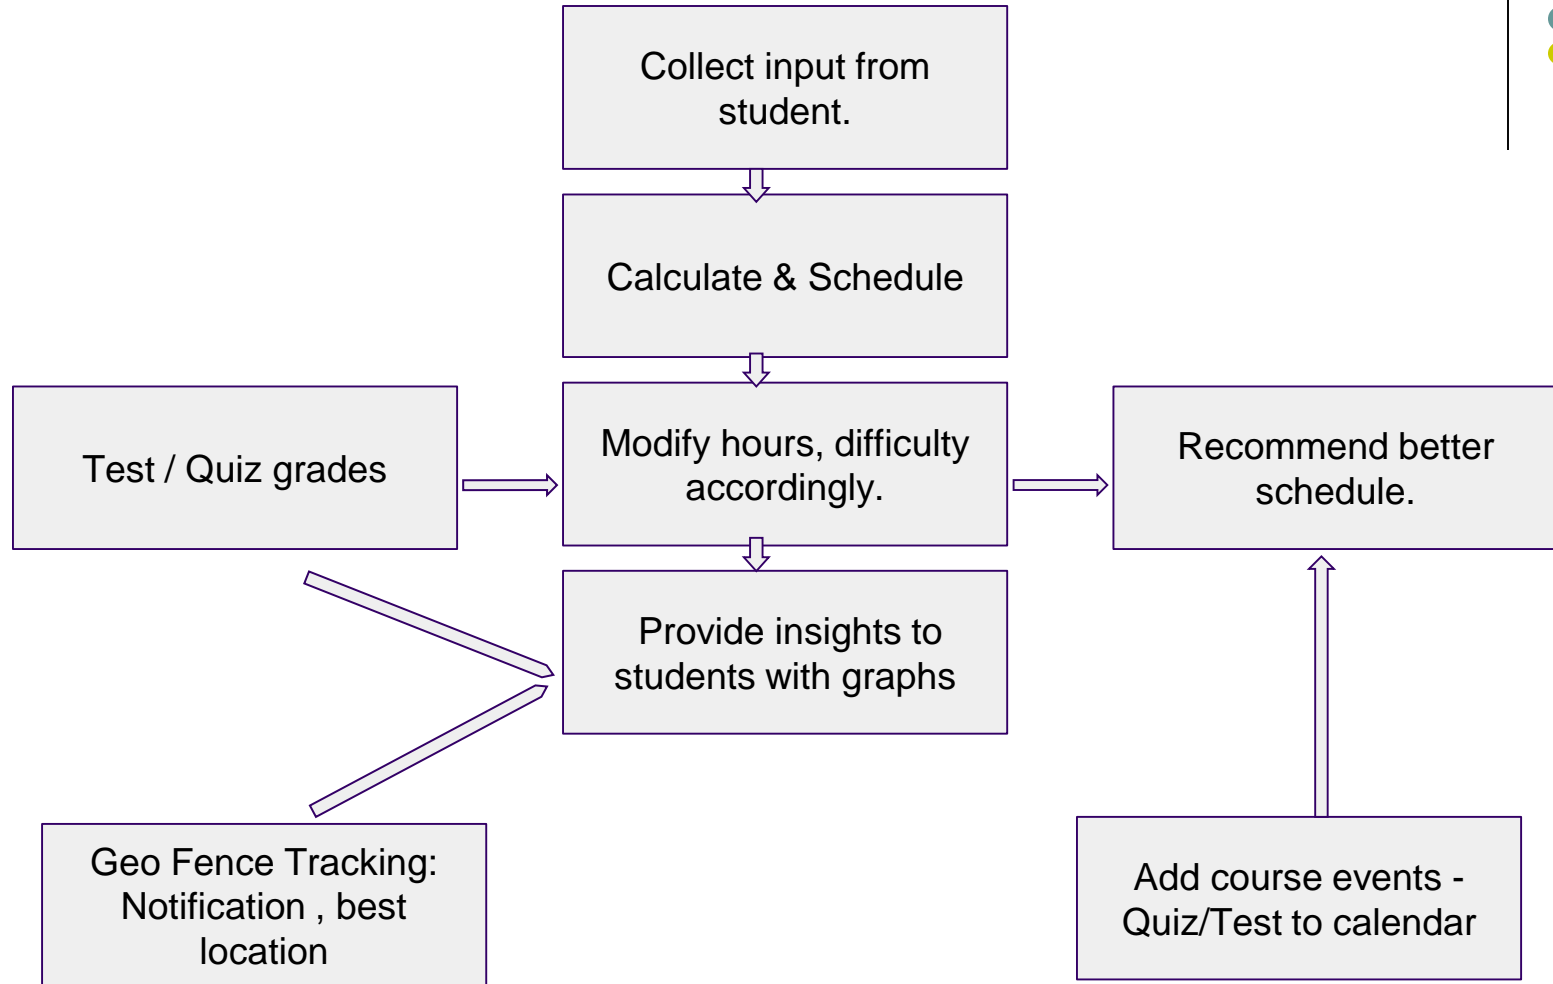 Collect input from
student.
Calculate & Schedule
Test / Quiz grades
Modify hours, difficulty
accordingly.
Recommend better
schedule.
Provide insights to
students with graphs
Geo Fence Tracking:
Notification , best
location
Add course events -
Quiz/Test to calendar